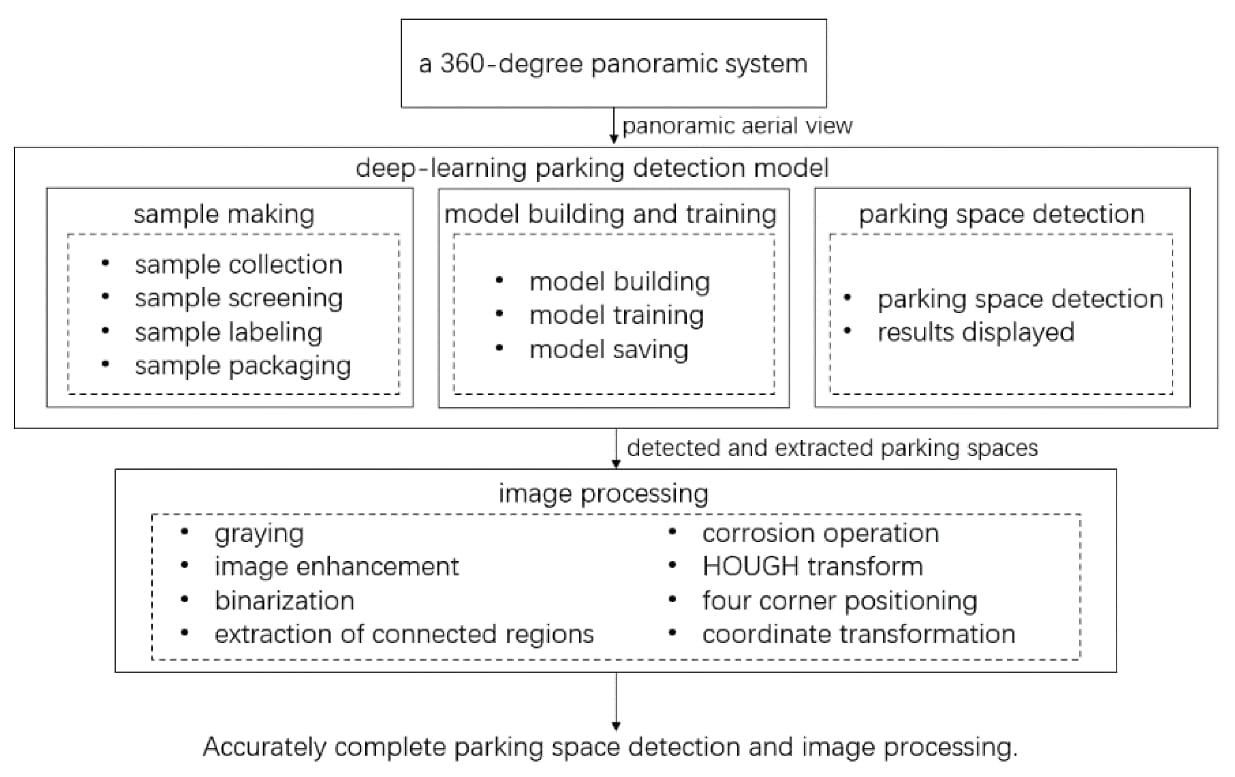 a 360-degree panoramic system
panoramic aerial view
deep-learning parking detection model
sample making
• sample collection
• sample screening
• sample labeling
• sample packaging
model building and training
• model building
• model training
• model saving
parking space detection
• parking space detection
• results displayed
detected and extracted parking spaces
image processing
• graying
• image enhancement
• binarization
• extraction of connected regions
• corrosion operation
• HOUGH transform
• four corner positioning
• coordinate transformation
Accurately complete parking space detection and image processing.